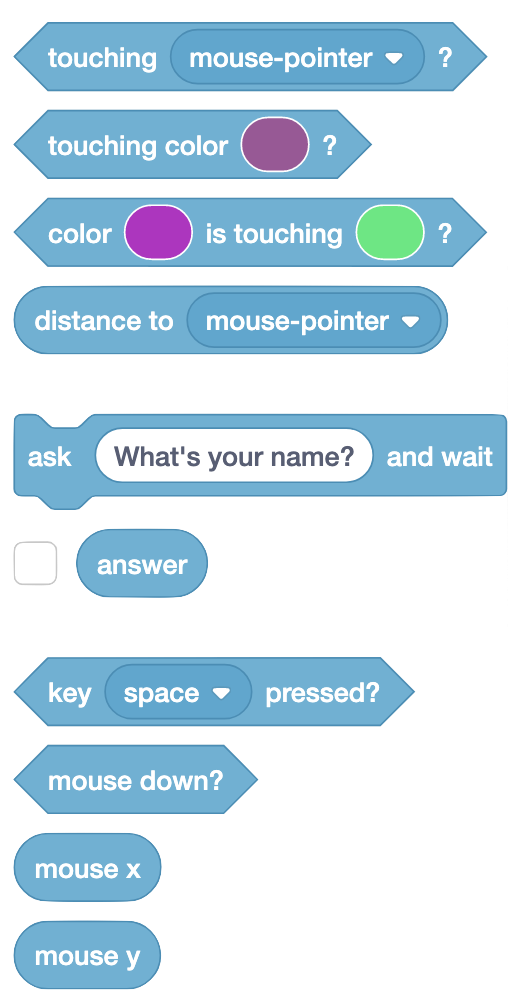 touching mouse-pointer ?
touching color ?
color is touching ?
distance to mouse-pointer
ask What's your name? and wait
answer
key space pressed?
mouse down?
mouse x
mouse y